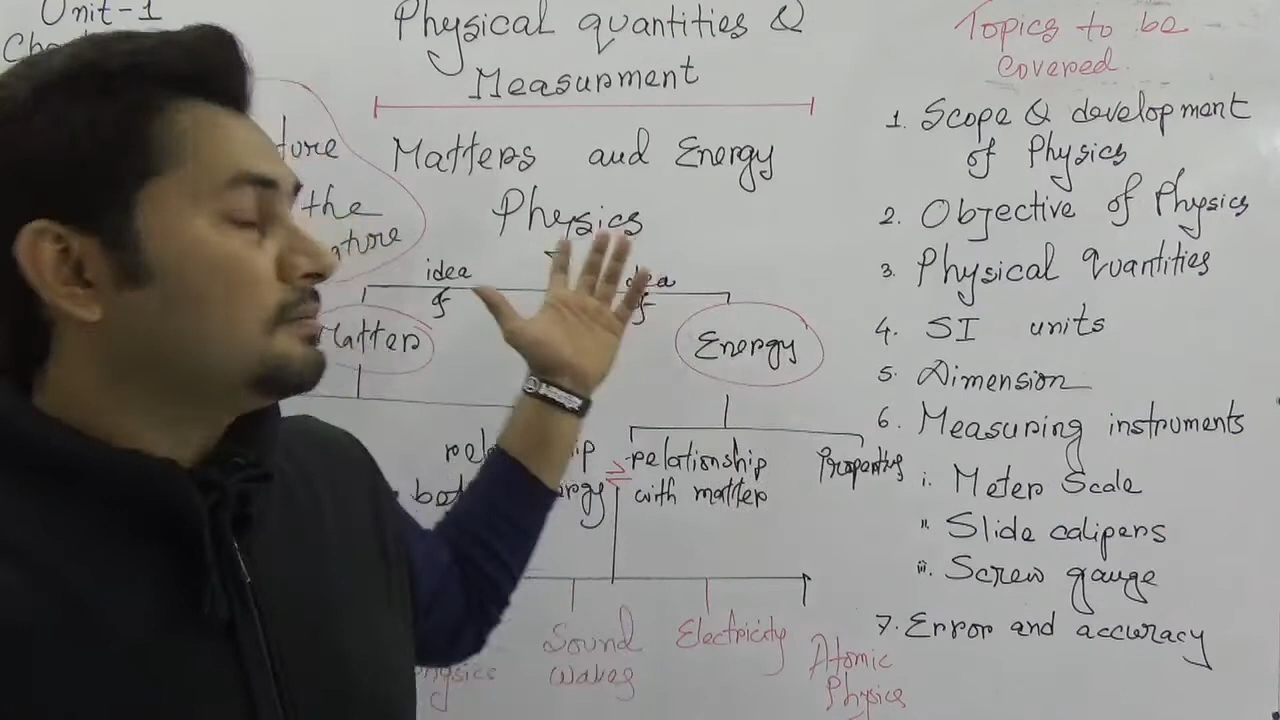 Unit-1
Physical quantities &
Measurment
ture
the
Matters and Energy
Physics
idea
of
Matter
Energy
relationship
with matter
Properties
Sound
waves
Electricity
Atomic
Physics
Topics to be
Covered.
1. Scope & development
of Physics
2. Objective of Physics
3. Physical quantities
4. SI units
5. Dimension
6. Measuring instruments
i. Meter Scale
ii. Slide calipers
iii. Screw gauge
7. Error and accuracy